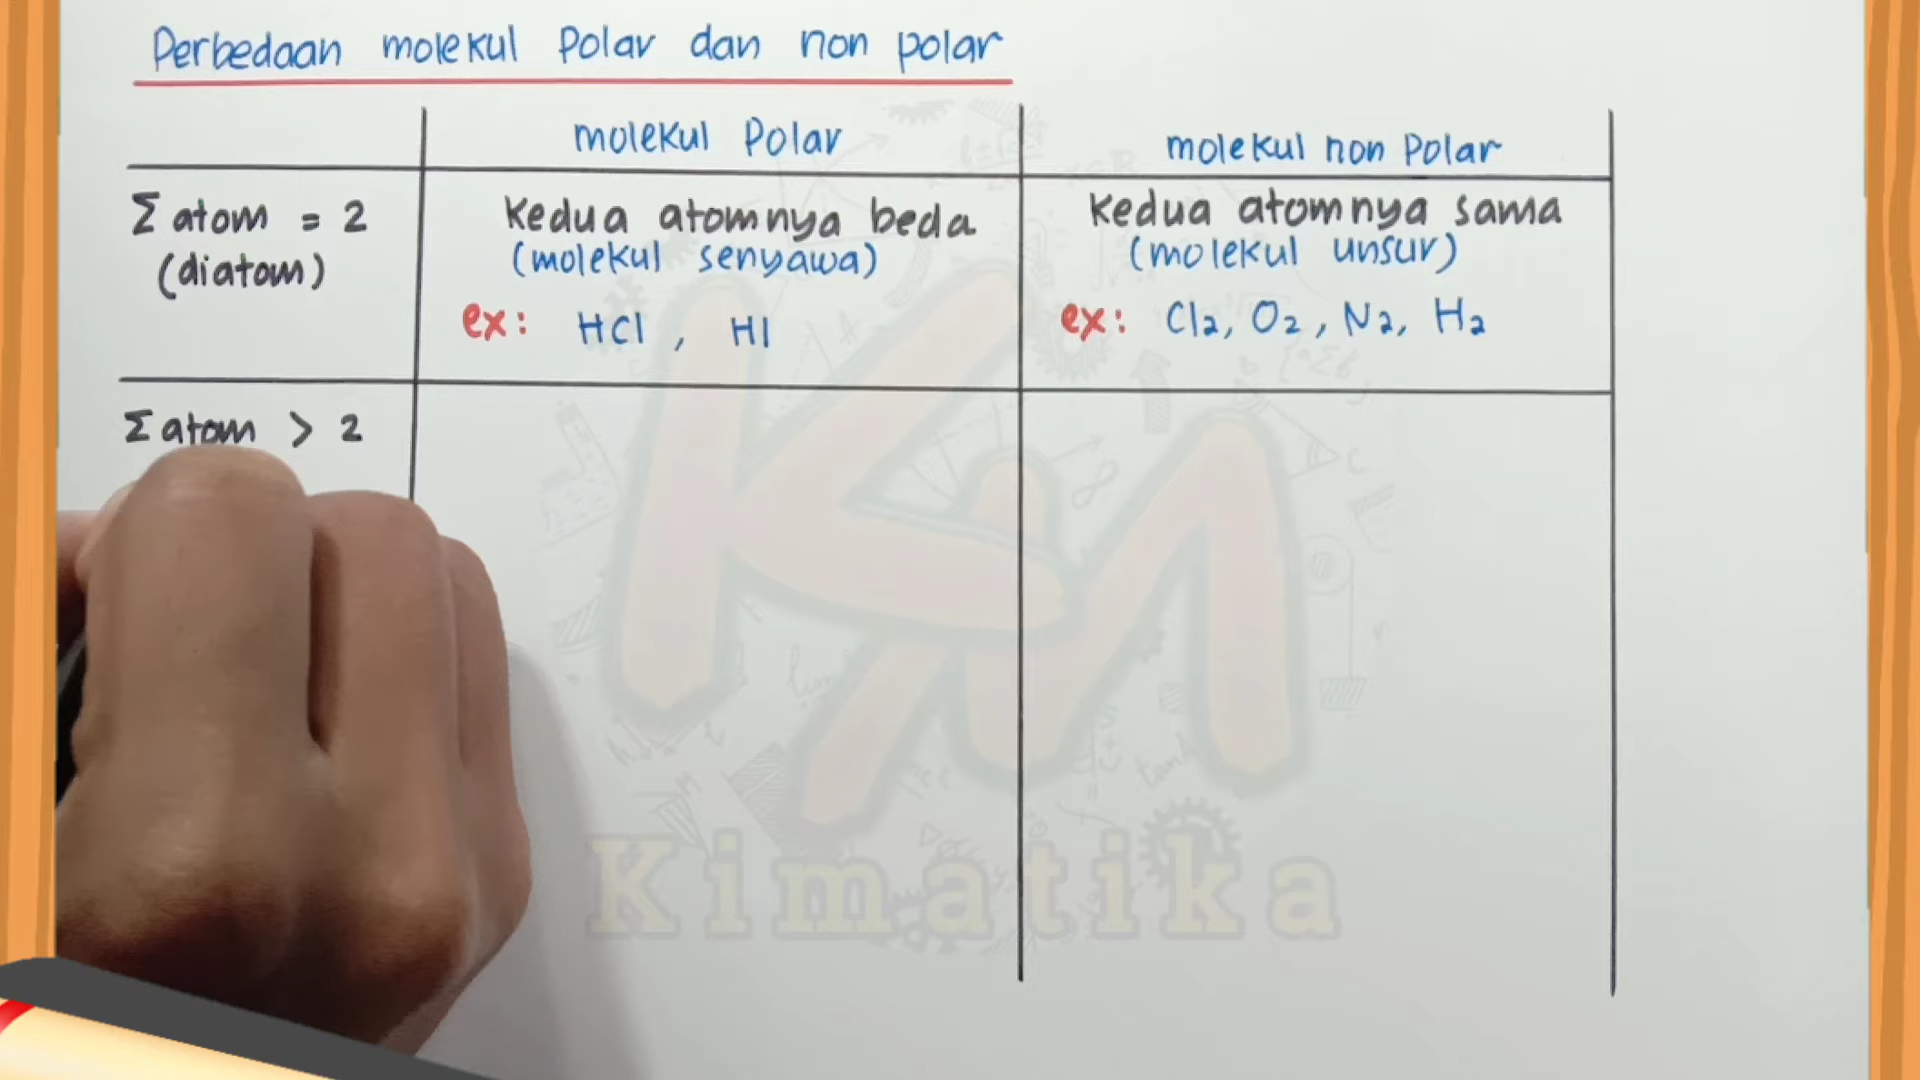 Perbedaan molekul Polar dan non polar
molekul Polar
molekul non Polar
Σ atom = 2
(diatom)
Kedua atomnya beda
(molekul senyawa)
ex: HCl , HI
Kedua atomnya sama
(molekul unsur)
ex: Cl₂, O₂, N₂, H₂
Σ atom > 2
Kimatika